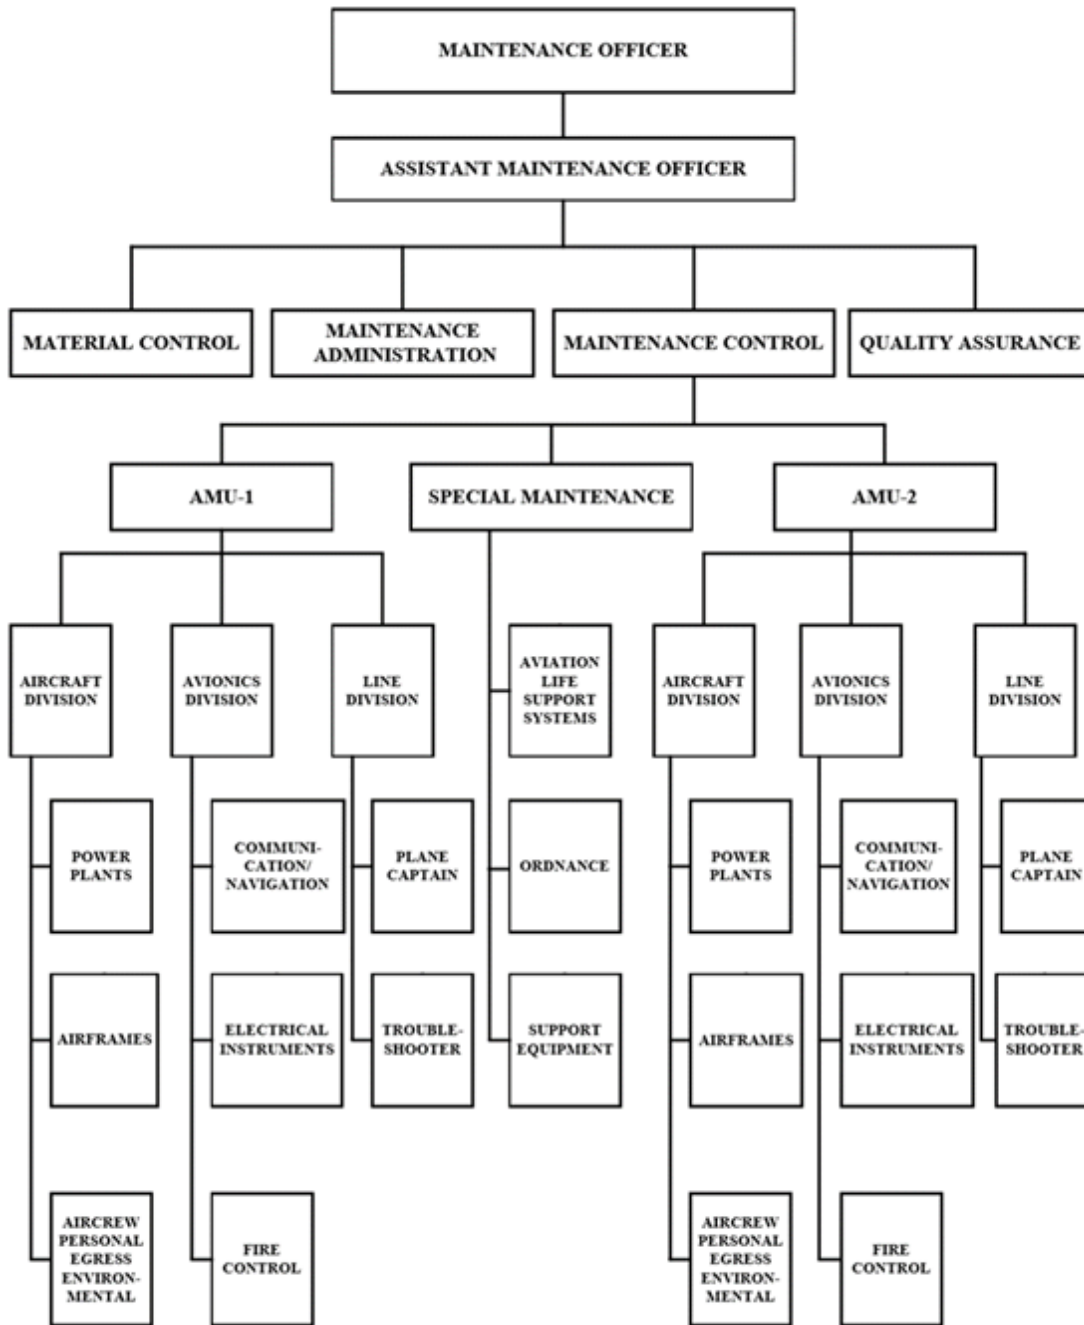 MAINTENANCE OFFICER
ASSISTANT MAINTENANCE OFFICER
MATERIAL CONTROL
MAINTENANCE
ADMINISTRATION
MAINTENANCE CONTROL
QUALITY ASSURANCE
AMU-1
SPECIAL MAINTENANCE
AMU-2
AIRCRAFT
DIVISION
AVIONICS
DIVISION
LINE
DIVISION
AVIATION
LIFE
SUPPORT
SYSTEMS
AIRCRAFT
DIVISION
AVIONICS
DIVISION
LINE
DIVISION
POWER
PLANTS
COMMUNI-
CATION/
NAVIGATION
PLANE
CAPTAIN
ORDNANCE
POWER
PLANTS
COMMUNI-
CATION/
NAVIGATION
PLANE
CAPTAIN
AIRFRAMES
ELECTRICAL
INSTRUMENTS
TROUBLE-
SHOOTER
SUPPORT
EQUIPMENT
AIRFRAMES
ELECTRICAL
INSTRUMENTS
TROUBLE-
SHOOTER
AIRCREW
PERSONAL
EGRESS
ENVIRON-
MENTAL
FIRE
CONTROL
AIRCREW
PERSONAL
EGRESS
ENVIRON-
MENTAL
FIRE
CONTROL